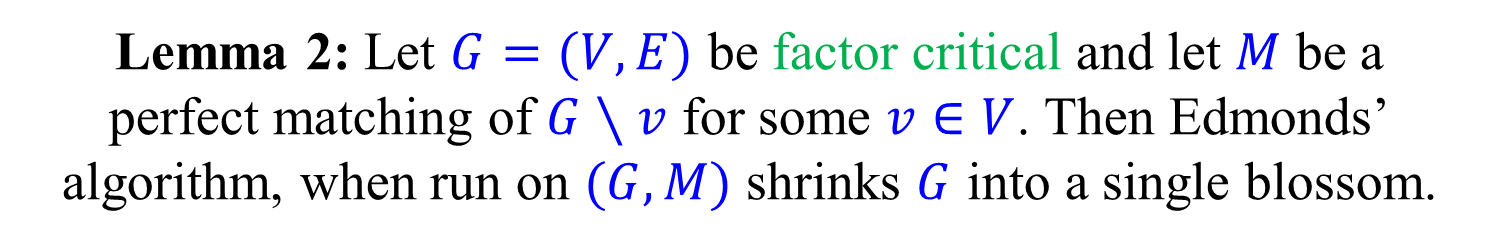 Lemma 2: Let G = (V, E) be factor critical and let M be a
perfect matching of G \ v for some v ∈ V. Then Edmonds’
algorithm, when run on (G, M) shrinks G into a single blossom.